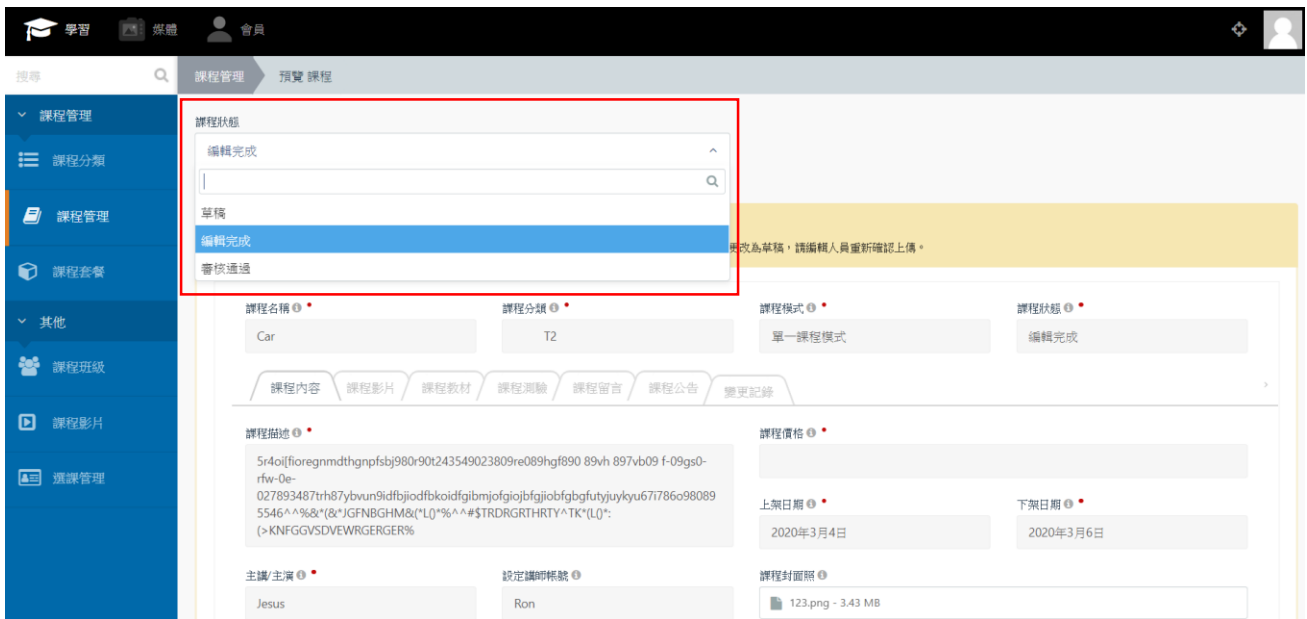 學習 媒體 會員
搜尋
課程管理 預覽 課程
課程管理
課程分類
課程管理
課程套餐
其他
課程班級
課程影片
選課管理
課程狀態
編輯完成
草稿
編輯完成
審核通過
更改為草稿，請編輯人員重新確認上傳。
課程名稱 課程分類 課程模式 課程狀態
Car T2 單一課程模式 編輯完成
課程內容 課程影片 課程教材 課程測驗 課程留言 課程公告 變更記錄
課程描述 課程價格
5r4oi[fioregnmdthgnpfsbj980r90t243549023809re089hgf890 89vh 897vb09 f-09gs0-
rfw-0e-
027893487trh87ybvun9idfbjiodfbkoidfgibmjofgiojbfgjiobfgbgfutyjuykyu67i786o98089
5546^^%&*(&*JGFNBGHM&(*L()*%^^#$TRDRGRTHRTY^TK*(L()*:
(>KNFGGVSDVEWRGERGER%
上架日期 下架日期
2020年3月4日 2020年3月6日
主講/主演 設定講師帳號 課程封面照
Jesus Ron 123.png - 3.43 MB